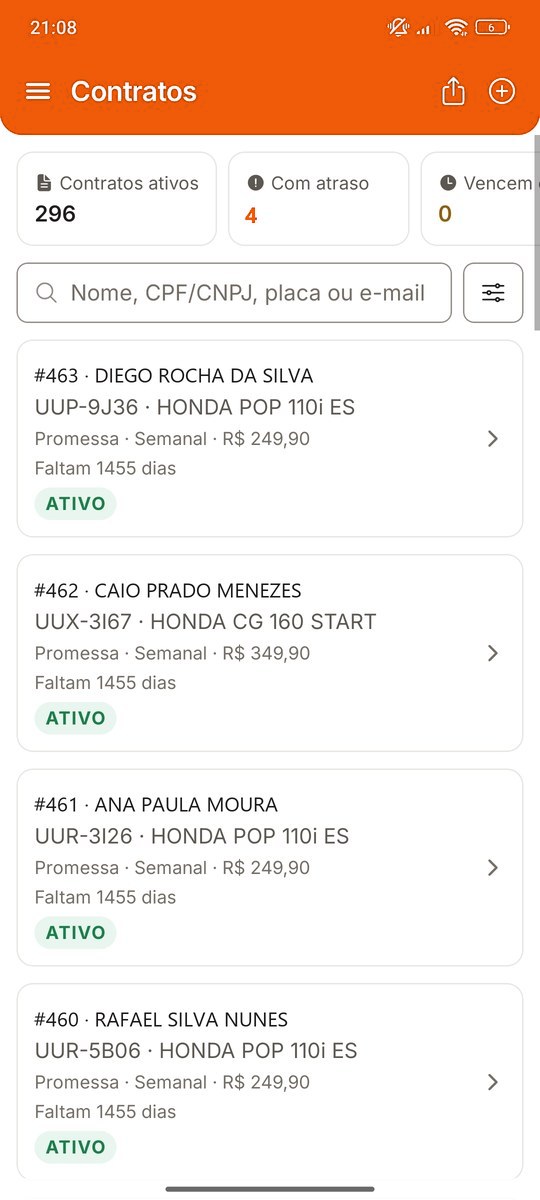 21:08
6
Contratos
Contratos ativos
296
Com atraso
4
Vencem
0
Nome, CPF/CNPJ, placa ou e-mail
#463 · DIEGO ROCHA DA SILVA
UUP-9J36 · HONDA POP 110i ES
Promessa · Semanal · R$ 249,90
Faltam 1455 dias
ATIVO
#462 · CAIO PRADO MENEZES
UUX-3I67 · HONDA CG 160 START
Promessa · Semanal · R$ 349,90
Faltam 1455 dias
ATIVO
#461 · ANA PAULA MOURA
UUR-3I26 · HONDA POP 110i ES
Promessa · Semanal · R$ 249,90
Faltam 1455 dias
ATIVO
#460 · RAFAEL SILVA NUNES
UUR-5B06 · HONDA POP 110i ES
Promessa · Semanal · R$ 249,90
Faltam 1455 dias
ATIVO